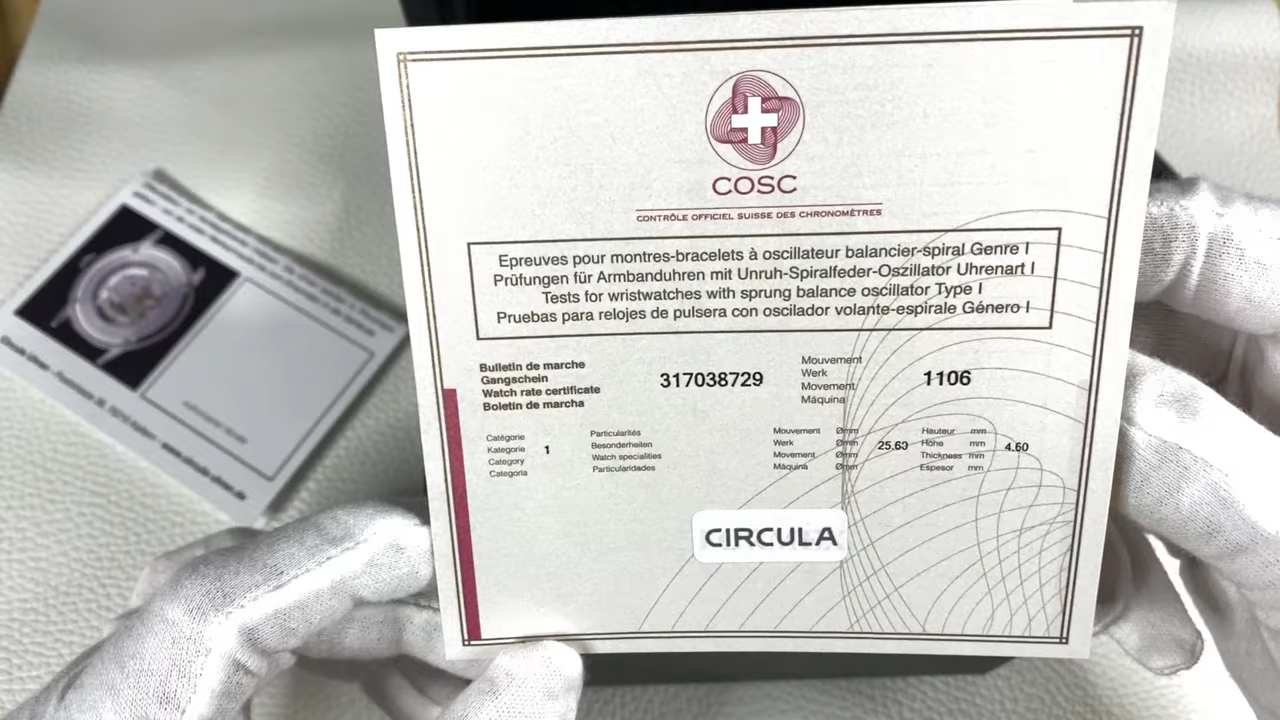 COSC
CONTRÔLE OFFICIEL SUISSE DES CHRONOMÈTRES
Epreuves pour montres-bracelets à oscillateur balancier-spiral Genre I
Prüfungen für Armbanduhren mit Unruh-Spiralfeder-Oszillator Uhrenart I
Tests for wristwatches with sprung balance oscillator Type I
Pruebas para relojes de pulsera con oscilador volante-espirale Género I
Bulletin de marche
Gangschein
Watch rate certificate
Boletín de marcha
317038729
Mouvement
Werk
Movement
Máquina
1106
Catégorie
Kategorie
Category
Categoria
1
Particularités
Besonderheiten
Watch specialities
Particularidades
Mouvement Ømm
Werk Ømm
Movement Ømm
Máquina Ømm
25.60
Hauteur mm
Höhe mm
Thickness mm
Espesor mm
4.60
CIRCULA